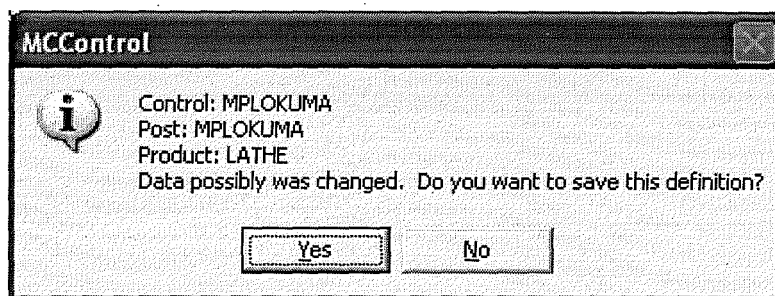 MCControl
Control: MPLOKUMA
Post: MPLOKUMA
Product: LATHE
Data possibly was changed. Do you want to save this definition?
Yes No